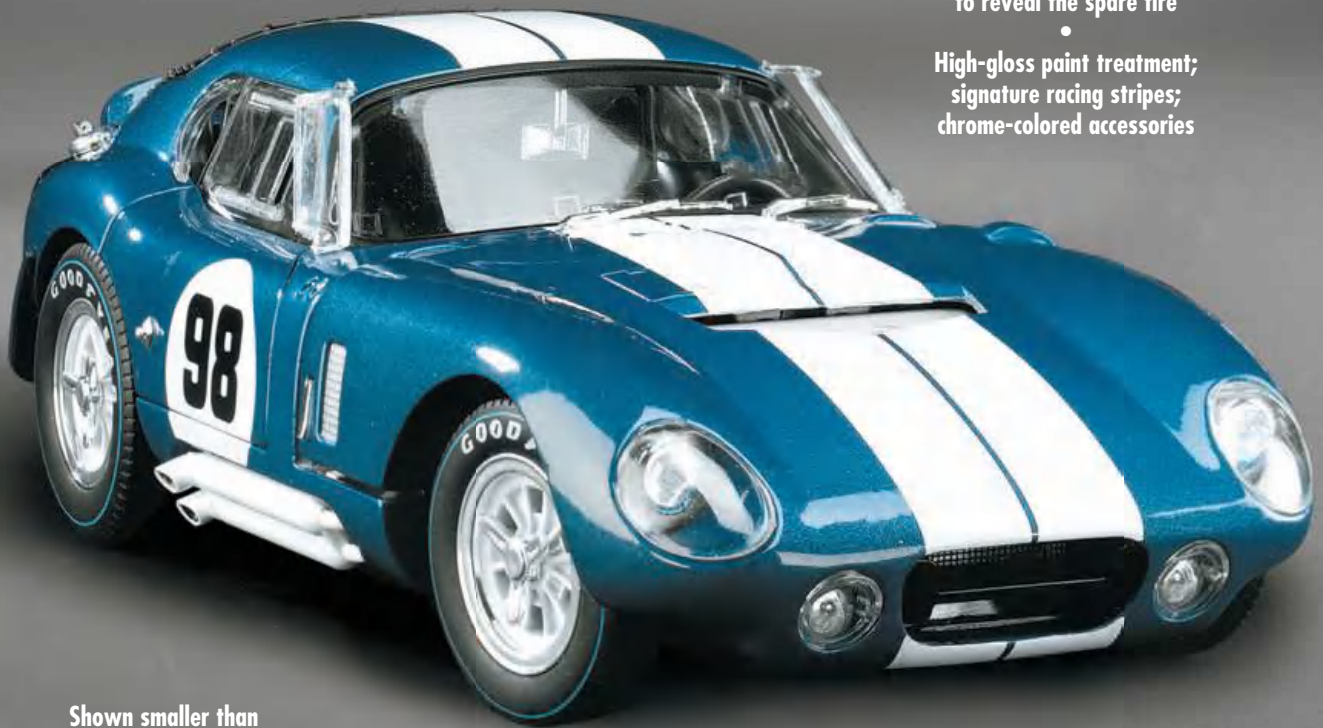 to reveal the spare tire
•
High-gloss paint treatment;
signature racing stripes;
chrome-colored accessories
98
GOOD
Shown smaller than